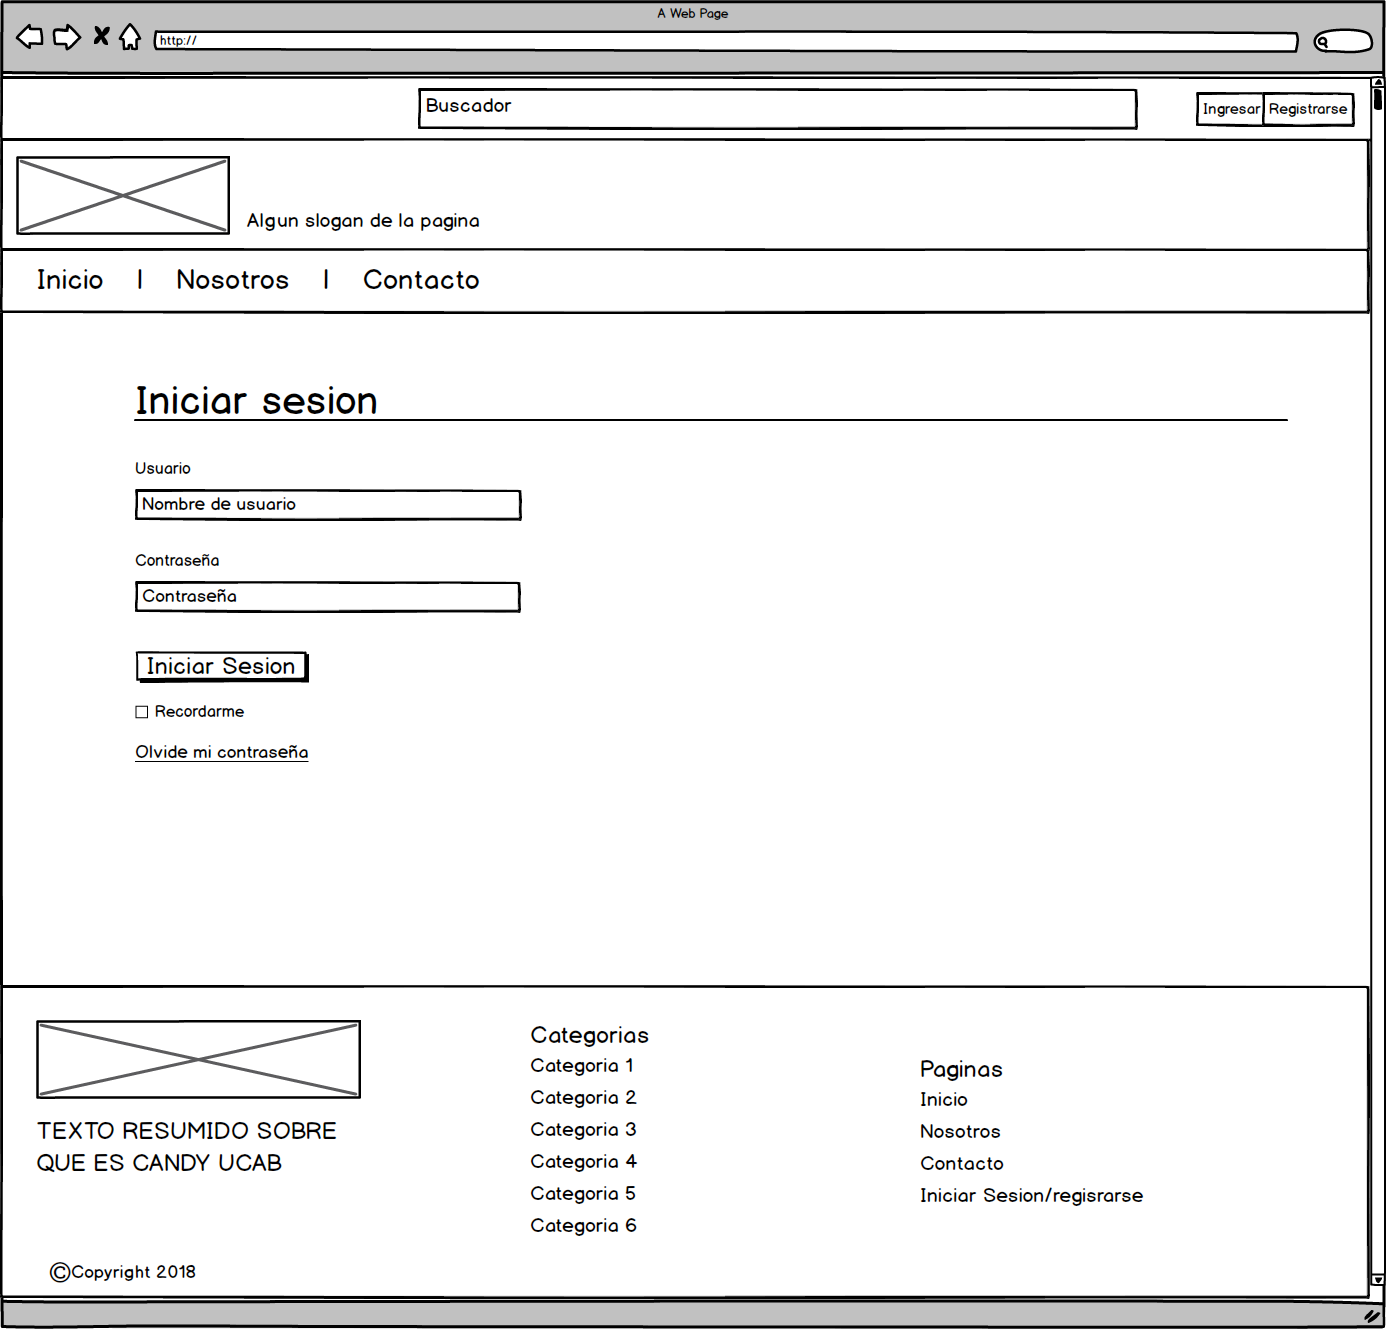 A Web Page
http://
Buscador
Ingresar Registrarse
Algun slogan de la pagina
Inicio | Nosotros | Contacto
Iniciar sesion
Usuario
Nombre de usuario
Contraseña
Contraseña
Iniciar Sesion
Recordarme
Olvide mi contraseña
TEXTO RESUMIDO SOBRE
QUE ES CANDY UCAB
©Copyright 2018
Categorias
Categoria 1
Categoria 2
Categoria 3
Categoria 4
Categoria 5
Categoria 6
Paginas
Inicio
Nosotros
Contacto
Iniciar Sesion/regisrarse